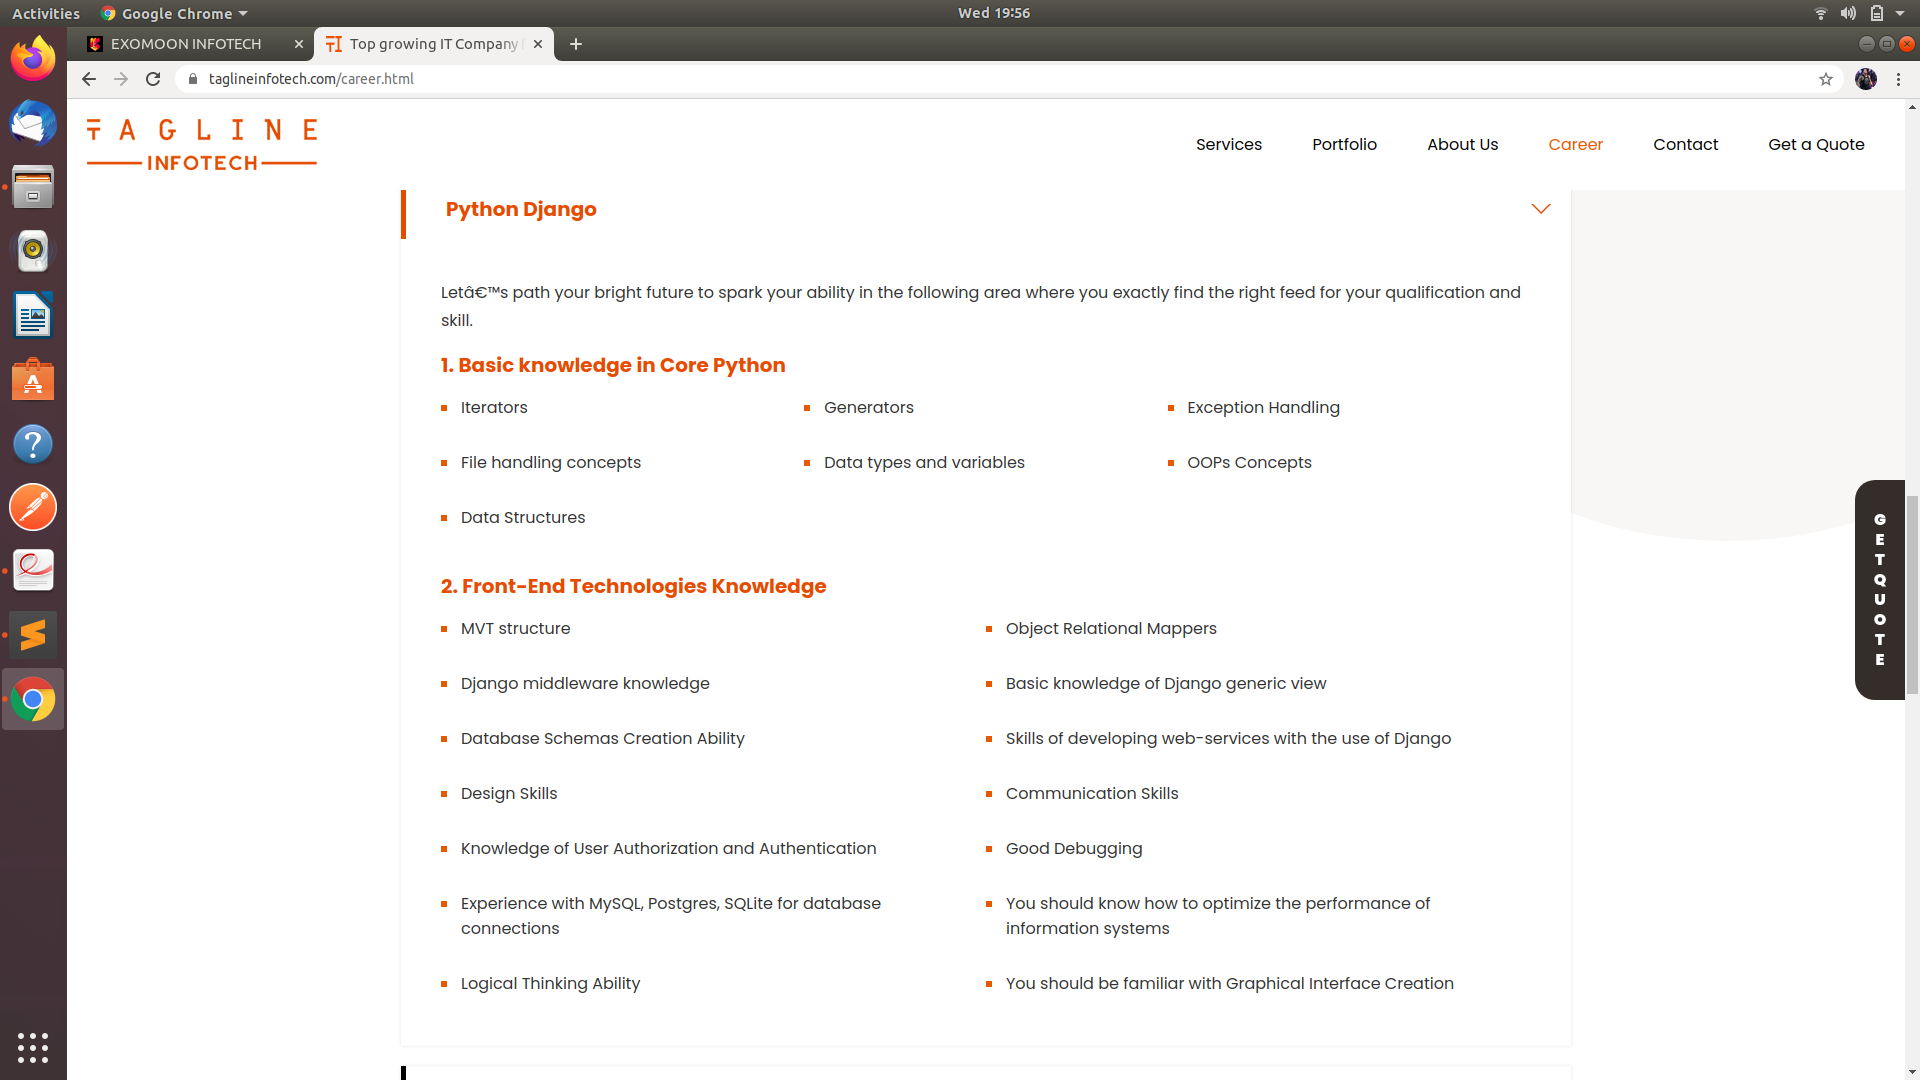 Activities
Google Chrome
Wed 19:56
EXOMOON INFOTECH
Top growing IT Company
taglineinfotech.com/career.html
TAGLINE
INFOTECH
Services
Portfolio
About Us
Career
Contact
Get a Quote
Python Django
Letâ€™s path your bright future to spark your ability in the following area where you exactly find the right feed for your qualification and
skill.
1. Basic knowledge in Core Python
Iterators
Generators
Exception Handling
File handling concepts
Data types and variables
OOPs Concepts
Data Structures
2. Front-End Technologies Knowledge
MVT structure
Object Relational Mappers
Django middleware knowledge
Basic knowledge of Django generic view
Database Schemas Creation Ability
Skills of developing web-services with the use of Django
Design Skills
Communication Skills
Knowledge of User Authorization and Authentication
Good Debugging
Experience with MySQL, Postgres, SQLite for database
connections
You should know how to optimize the performance of
information systems
Logical Thinking Ability
You should be familiar with Graphical Interface Creation
GET QUOTE